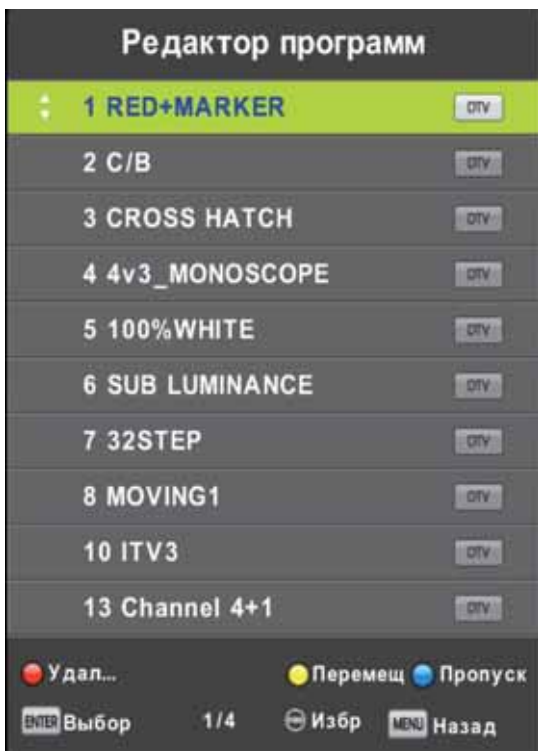 Редактор программ
1 RED+MARKER DTV
2 C/B DTV
3 CROSS HATCH DTV
4 4v3_MONOSCOPE DTV
5 100%WHITE DTV
6 SUB LUMINANCE DTV
7 32STEP DTV
8 MOVING1 DTV
10 ITV3 DTV
13 Channel 4+1 DTV
Удал... Перемещ Пропуск
ENTER Выбор 1/4 Избр MENU Назад